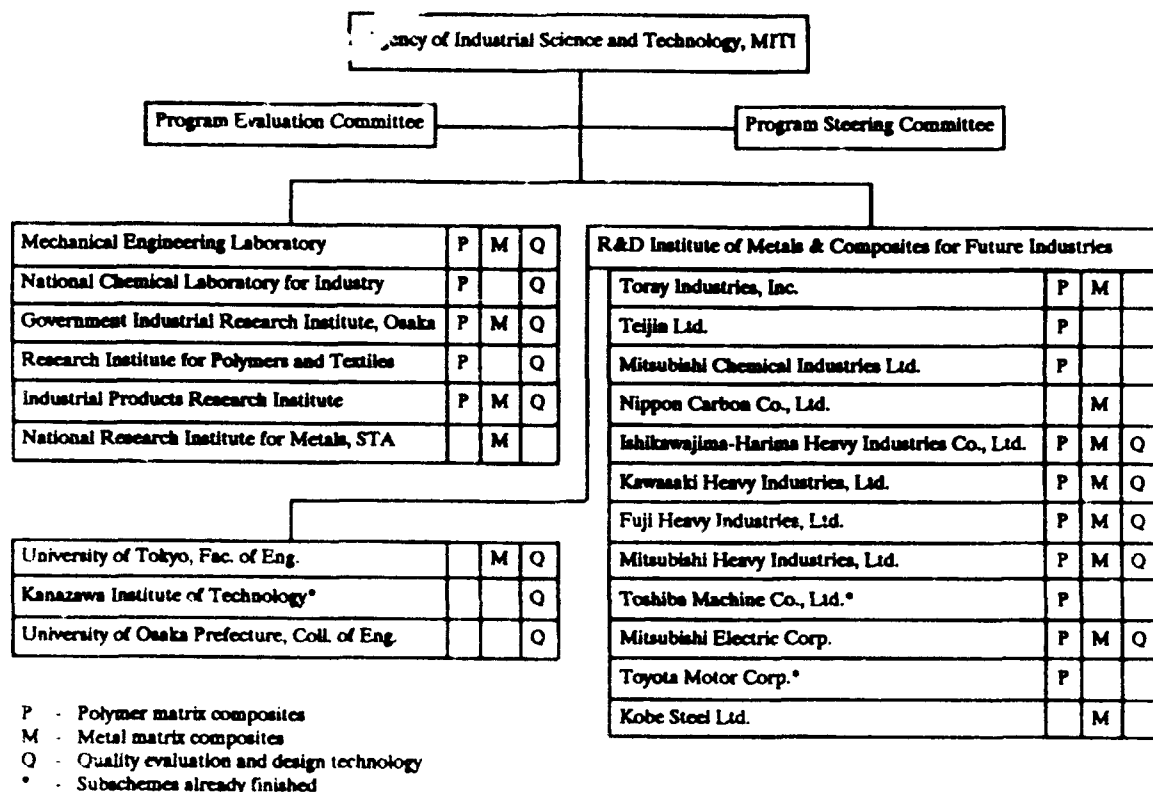 ency of Industrial Science and Technology, MITI
Program Evaluation Committee
Program Steering Committee
Mechanical Engineering Laboratory P M Q
National Chemical Laboratory for Industry P Q
Government Industrial Research Institute, Osaka P M Q
Research Institute for Polymers and Textiles P Q
Industrial Products Research Institute P M Q
National Research Institute for Metals, STA M
University of Tokyo, Fac. of Eng. M Q
Kanazawa Institute of Technology* Q
University of Osaka Prefecture, Coll. of Eng. Q
R&D Institute of Metals & Composites for Future Industries
Toray Industries, Inc. P M
Teijin Ltd. P
Mitsubishi Chemical Industries Ltd. P
Nippon Carbon Co., Ltd. M
Ishikawajima-Harima Heavy Industries Co., Ltd. P M Q
Kawasaki Heavy Industries, Ltd. P M Q
Fuji Heavy Industries, Ltd. P M Q
Mitsubishi Heavy Industries, Ltd. P M Q
Toshiba Machine Co., Ltd.* P
Mitsubishi Electric Corp. P M Q
Toyota Motor Corp.* P
Kobe Steel Ltd. M
P - Polymer matrix composites
M - Metal matrix composites
Q - Quality evaluation and design technology
* - Subschemes already finished